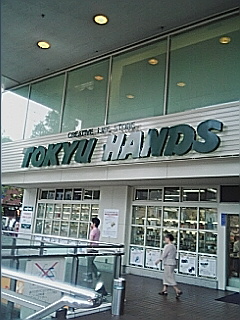 CREATIVE LIFE STORE
TOKYU HANDS